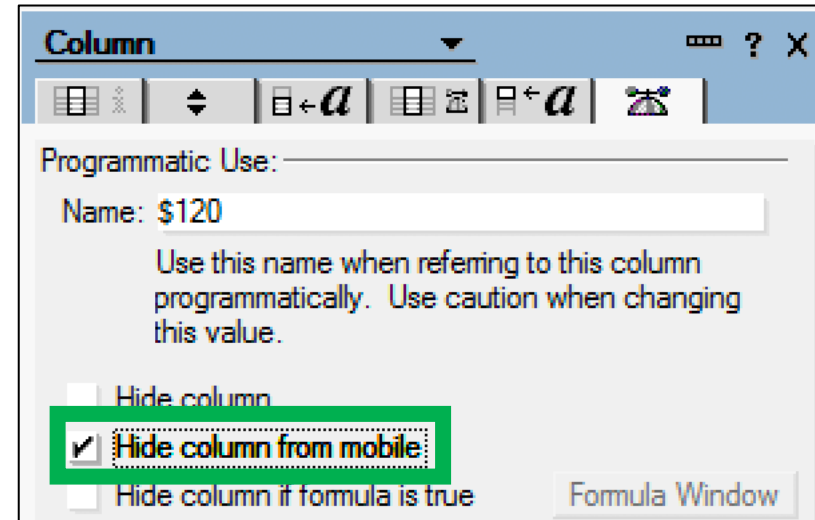 Column ? X
a a
Programmatic Use:
Name: $120
Use this name when referring to this column
programmatically. Use caution when changing
this value.
Hide column
Hide column from mobile
Hide column if formula is true Formula Window